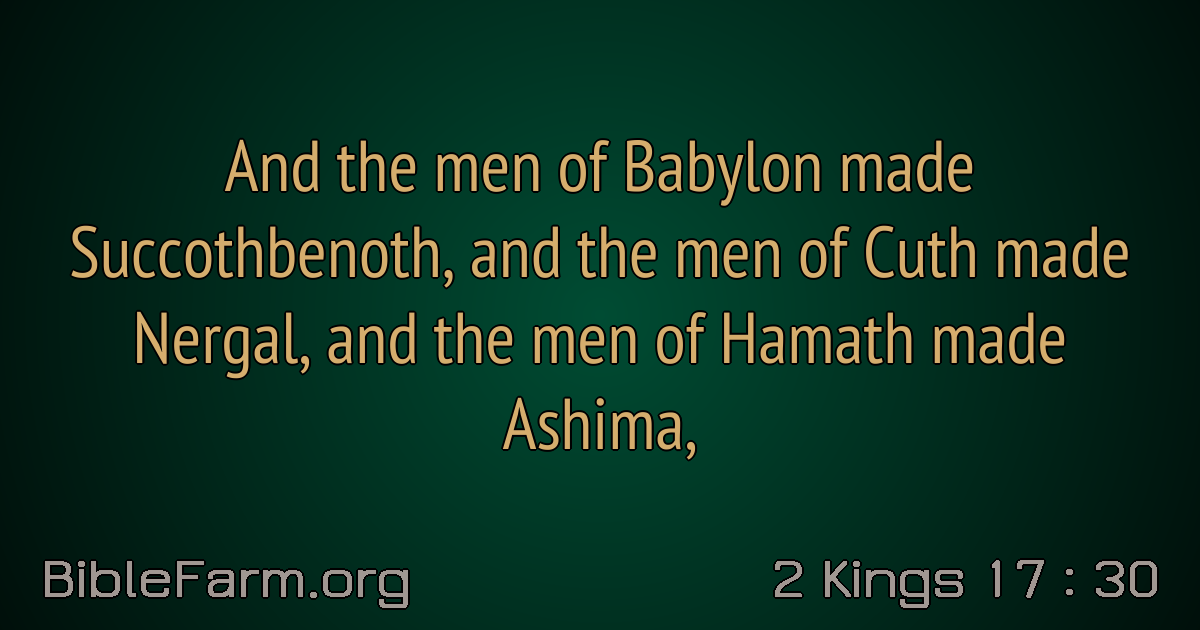 And the men of Babylon made
Succothbenoth, and the men of Cuth made
Nergal, and the men of Hamath made
Ashima,
BibleFarm.org
2 Kings 17 : 30